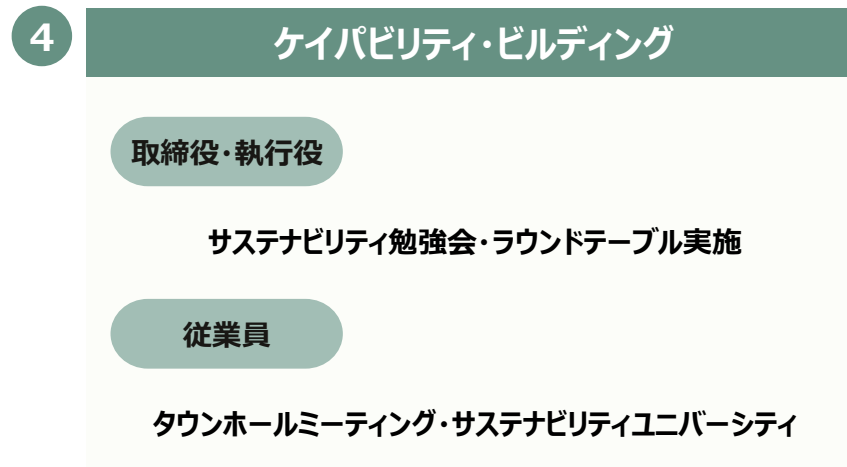 4
ケイパビリティ・ビルディング
取締役・執行役
サステナビリティ勉強会・ラウンドテーブル実施
従業員
タウンホールミーティング・サステナビリティユニバーシティ